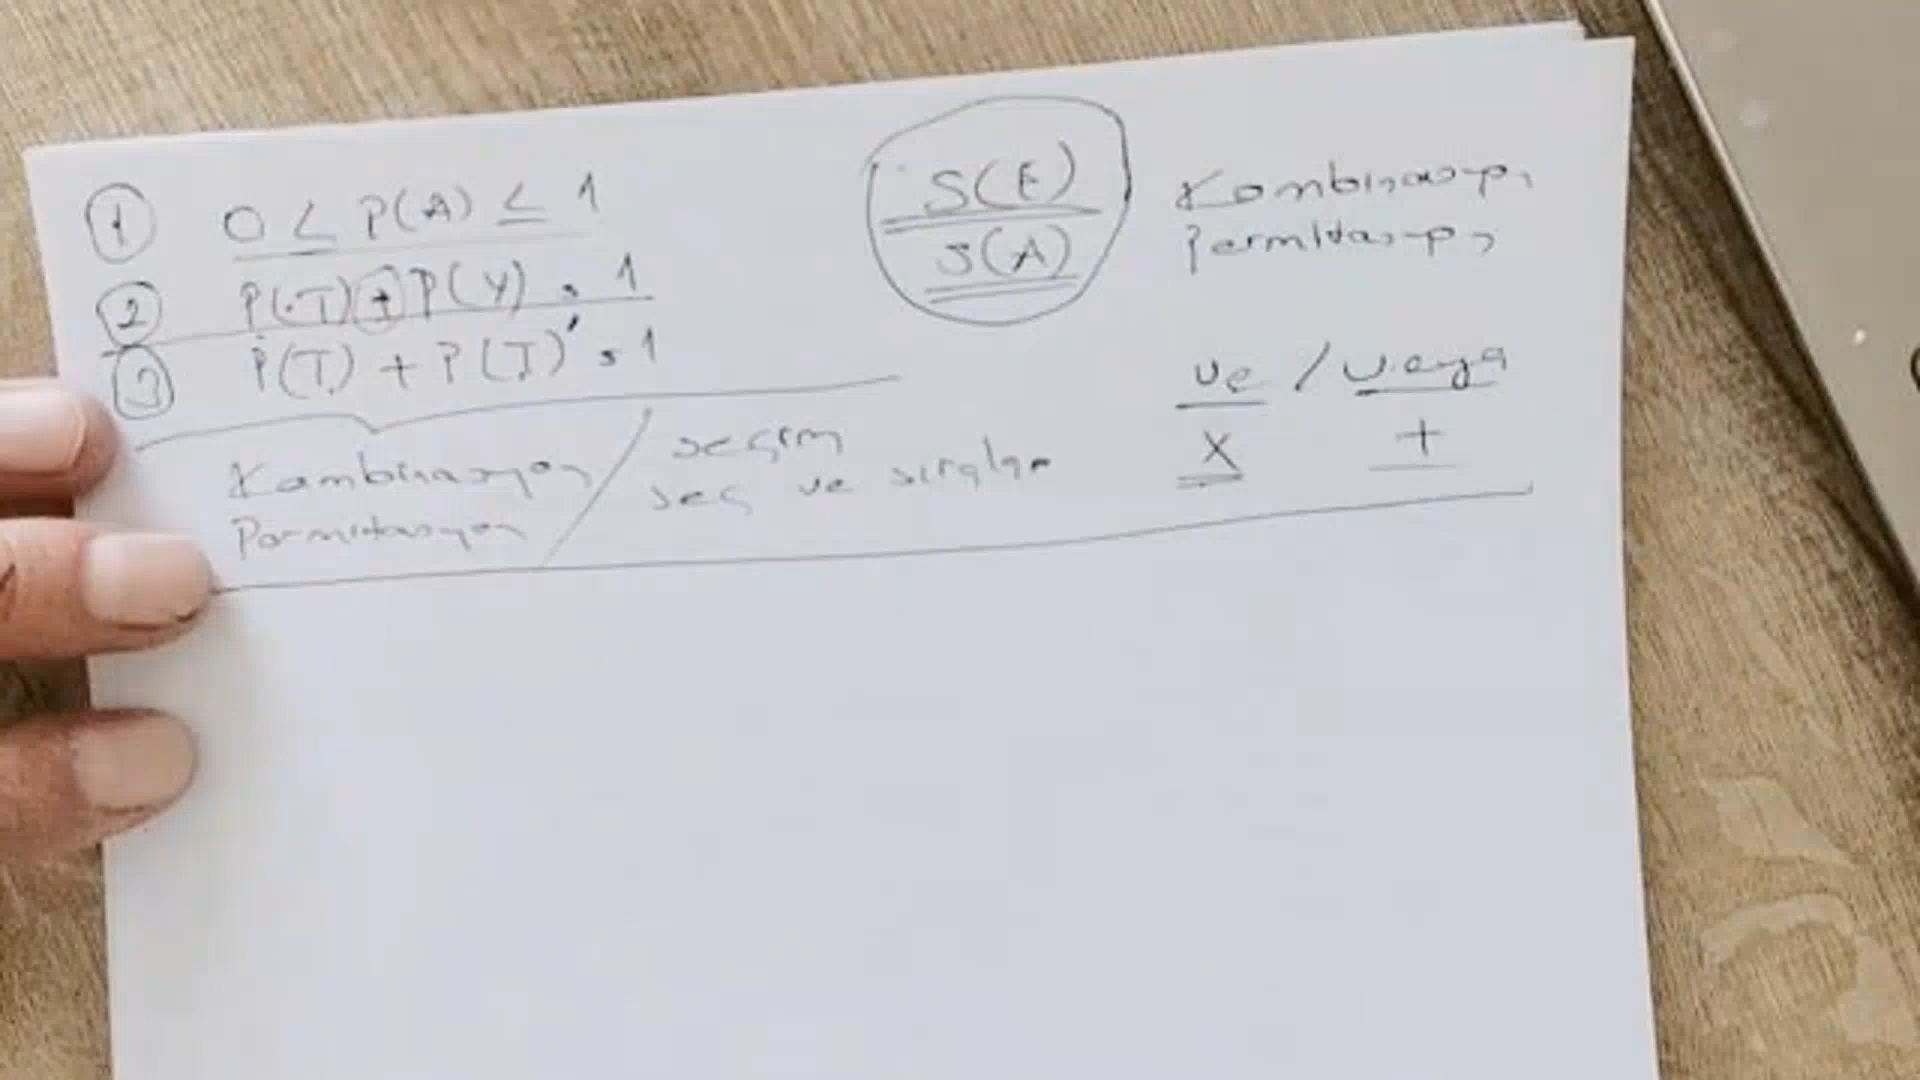 ① 0 ≤ P(A) ≤ 1
② P(T) + P(Y) = 1
③ P(T) + P(T)' = 1
Kombinasyon / seçim
Permütasyon / seç ve sırala
S(E)
S(A)
Kombinasyon
Permütasyon
ve / veya
x +